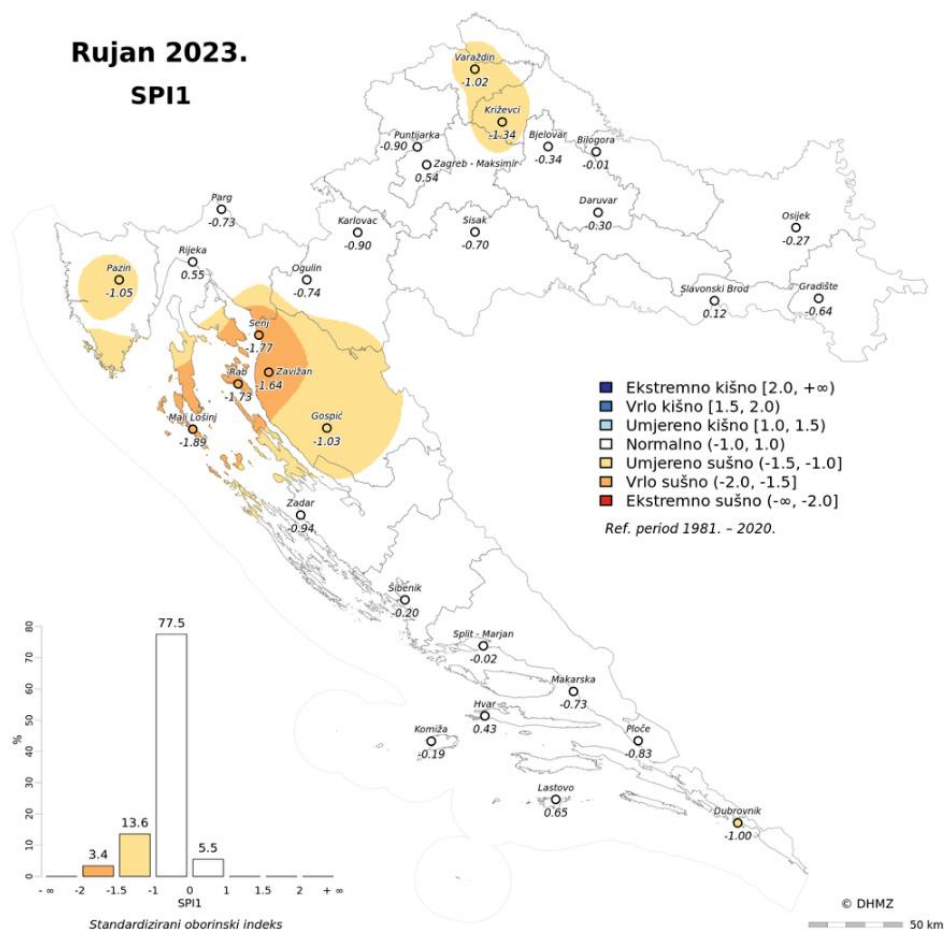 Rujan 2023.
SPI1
Varaždin
-1.02
Križevci
-1.34
Puntijarka
-0.90
Zagreb - Maksimir
0.54
Bjelovar
-0.34
Bilogora
-0.01
Parg
-0.73
Karlovac
-0.90
Sisak
-0.70
Daruvar
-0.30
Osijek
-0.27
Rijeka
0.55
Pazin
-1.05
Ogulin
-0.74
Slavonski Brod
0.12
Gradište
-0.64
Senj
-1.77
Zavižan
-1.64
Rab
-1.73
Mali Lošinj
-1.89
Gospić
-1.03
Ekstremno kišno [2.0, +∞)
Vrlo kišno [1.5, 2.0)
Umjereno kišno [1.0, 1.5)
Normalno (-1.0, 1.0)
Umjereno sušno (-1.5, -1.0]
Vrlo sušno (-2.0, -1.5]
Ekstremno sušno (-∞, -2.0]
Ref. period 1981. – 2020.
Zadar
-0.94
Šibenik
-0.20
Split - Marjan
-0.02
Makarska
-0.73
Hvar
0.43
Komiža
-0.19
Ploče
-0.83
Lastovo
0.65
Dubrovnik
-1.00
80
70
60
50
40
30
20
10
0
%
3.4
13.6
77.5
5.5
- ∞ -2 -1.5 -1 0 1 1.5 2 + ∞
SPI1
Standardizirani oborinski indeks
© DHMZ
50 km